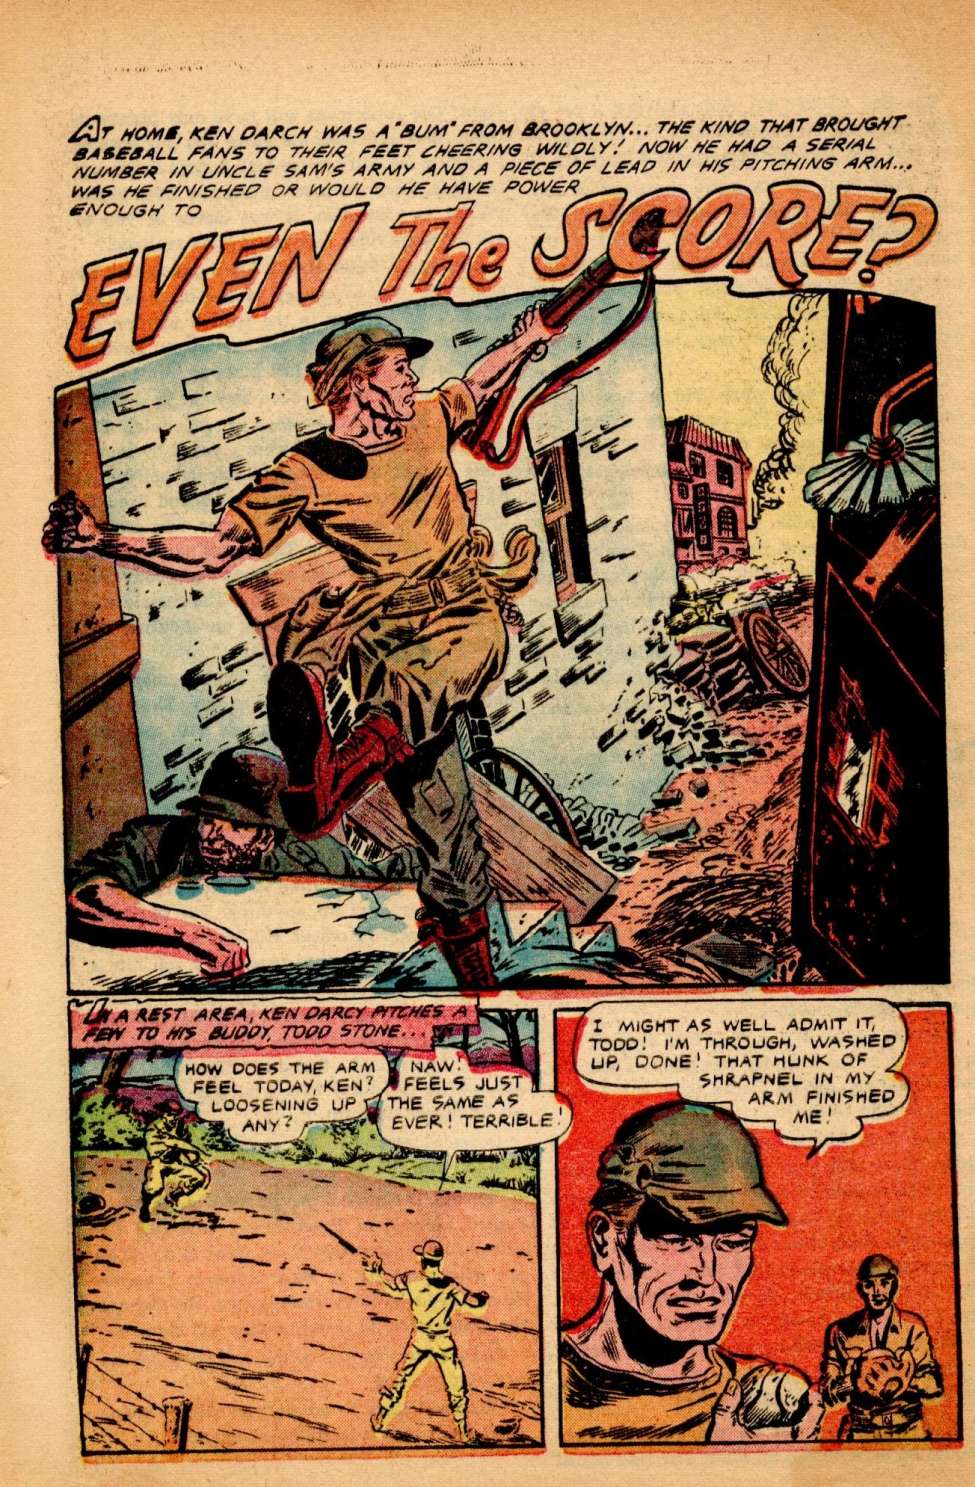 AT HOME, KEN DARCH WAS A "BUM" FROM BROOKLYN... THE KIND THAT BROUGHT
BASEBALL FANS TO THEIR FEET CHEERING WILDLY! NOW HE HAD A SERIAL
NUMBER IN UNCLE SAM'S ARMY AND A PIECE OF LEAD IN HIS PITCHING ARM...
WAS HE FINISHED OR WOULD HE HAVE POWER
ENOUGH TO
EVEN The SCORE?
IN A REST AREA, KEN DARCY PITCHES A
FEW TO HIS BUDDY, TODD STONE...
HOW DOES THE ARM
FEEL TODAY, KEN?
LOOSENING UP
ANY?
NAW!
FEELS JUST
THE SAME AS
EVER! TERRIBLE!
I MIGHT AS WELL ADMIT IT,
TODD! I'M THROUGH, WASHED
UP, DONE! THAT HUNK OF
SHRAPNEL IN MY
ARM FINISHED
ME!